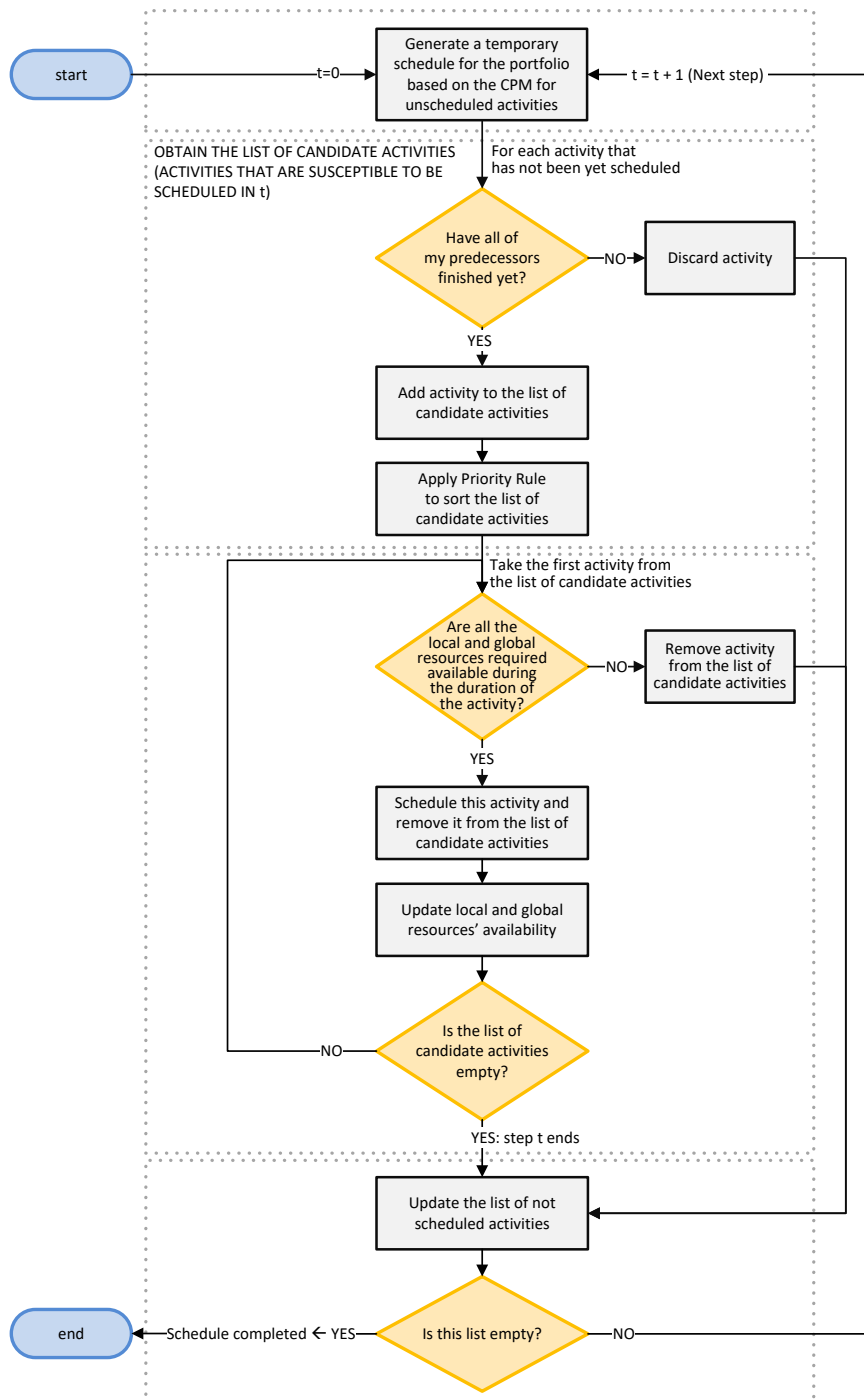 Generate a temporary
schedule for the portfolio
based on the CPM for
unscheduled activities
start
t=0
t = t + 1 (Next step)
OBTAIN THE LIST OF CANDIDATE ACTIVITIES
(ACTIVITIES THAT ARE SUSCEPTIBLE TO BE
SCHEDULED IN t)
For each activity that
has not been yet scheduled
Have all of
my predecessors
finished yet?
NO
Discard activity
YES
Add activity to the list of
candidate activities
Apply Priority Rule
to sort the list of
candidate activities
Take the first activity from
the list of candidate activities
Are all the
local and global
resources required
available during
the duration of
the activity?
NO
Remove activity
from the list of
candidate activities
YES
Schedule this activity and
remove it from the list of
candidate activities
Update local and global
resources’ availability
Is the list of
candidate activities
empty?
NO
YES: step t ends
Update the list of not
scheduled activities
end
Schedule completed ← YES
Is this list empty?
NO